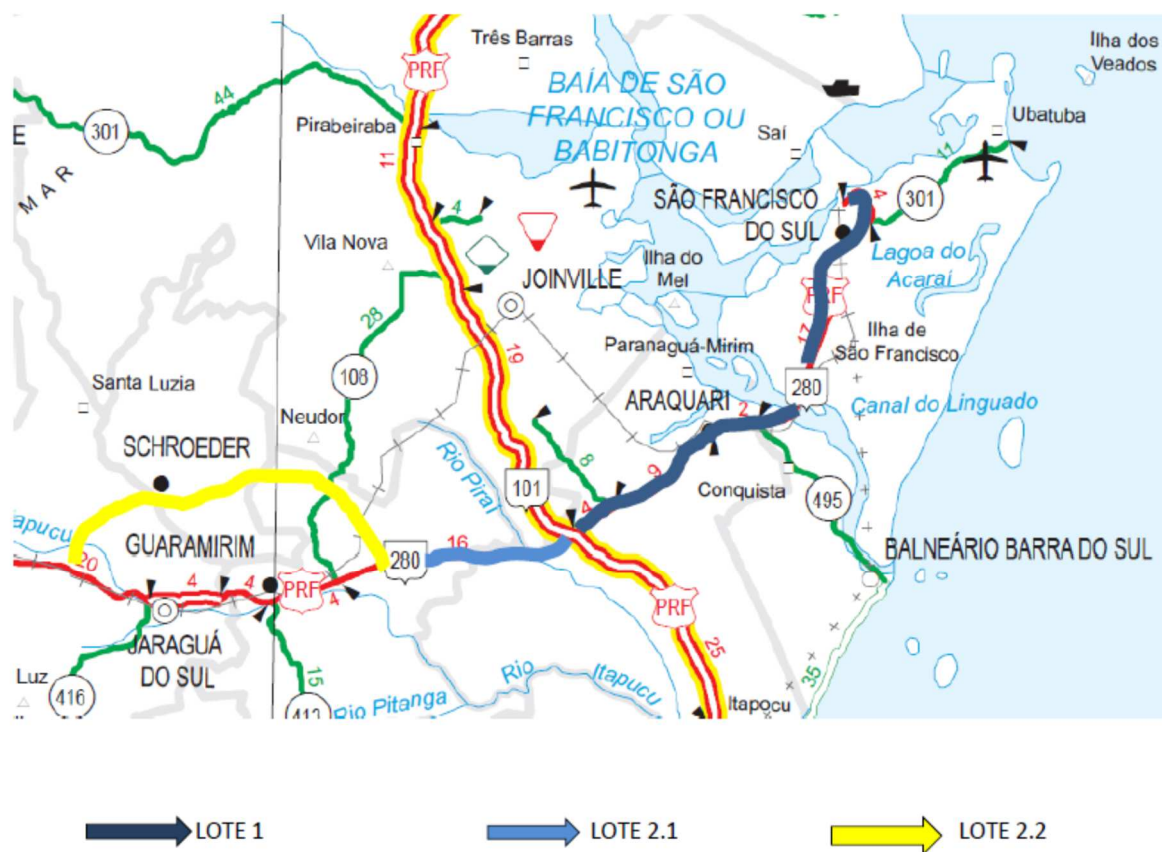 Três Barras
Ilha dos
Veados
PRF
BAÍA DE SÃO
FRANCISCO OU
BABITONGA
44
301
Pirabeiraba
Ubatuba
Saí
E
MAR
11
11
4
SÃO FRANCISCO
DO SUL
301
4
Vila Nova
Lagoa do
Acaraí
JOINVILLE
Ilha do
Mel
PRF
28
19
17
Ilha de
São Francisco
Paranaguá-Mirim
108
Santa Luzia
280
Canal do Linguado
ARAQUARI
2
Neudor
SCHROEDER
8
9
Rio Piraí
101
Conquista
495
4
apucu
GUARAMIRIM
16
280
BALNEÁRIO BARRA DO SUL
20
4
4
PRF
4
PRF
JARAGUÁ
DO SUL
25
15
35
Luz
416
Rio Pitanga
Rio
Itapucu
Itapocu
LOTE 1
LOTE 2.1
LOTE 2.2